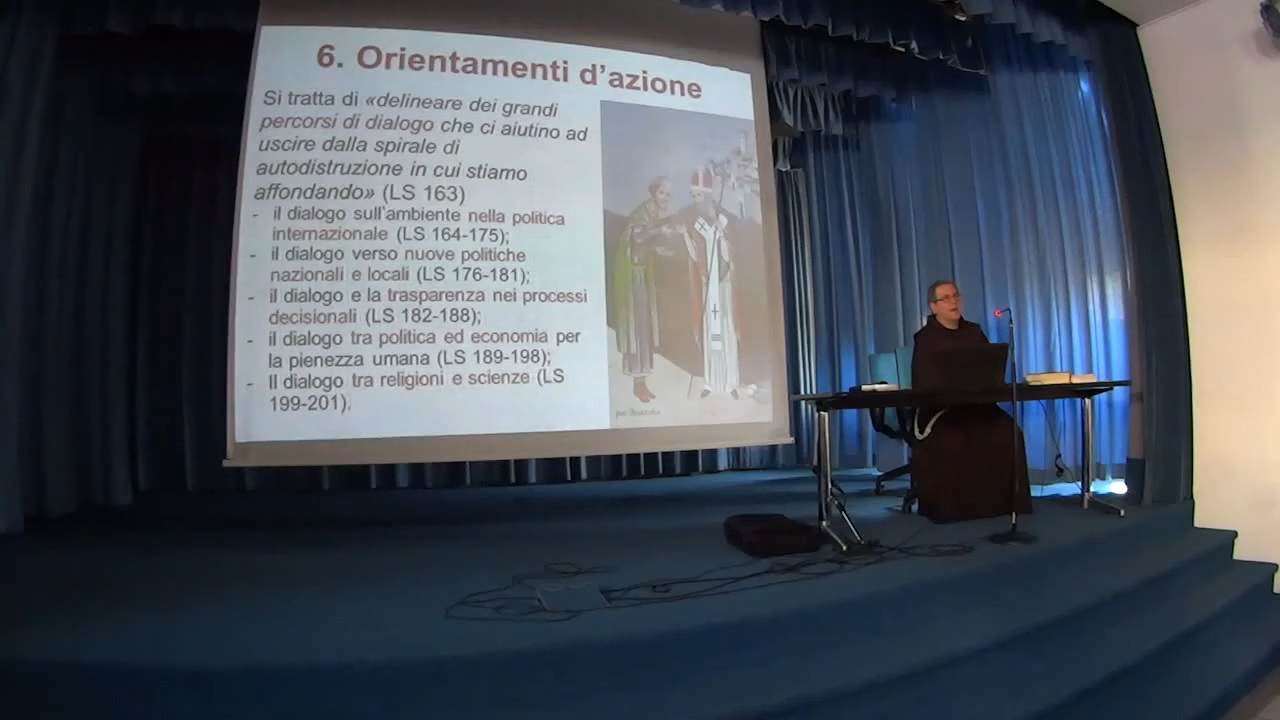 6. Orientamenti d'azione
Si tratta di «delineare dei grandi
percorsi di dialogo che ci aiutino ad
uscire dalla spirale di
autodistruzione in cui stiamo
affondando» (LS 163)
- il dialogo sull'ambiente nella politica
internazionale (LS 164-175);
- il dialogo verso nuove politiche
nazionali e locali (LS 176-181);
- il dialogo e la trasparenza nei processi
decisionali (LS 182-188);
- il dialogo tra politica ed economia per
la pienezza umana (LS 189-198);
- Il dialogo tra religioni e scienze (LS
199-201).